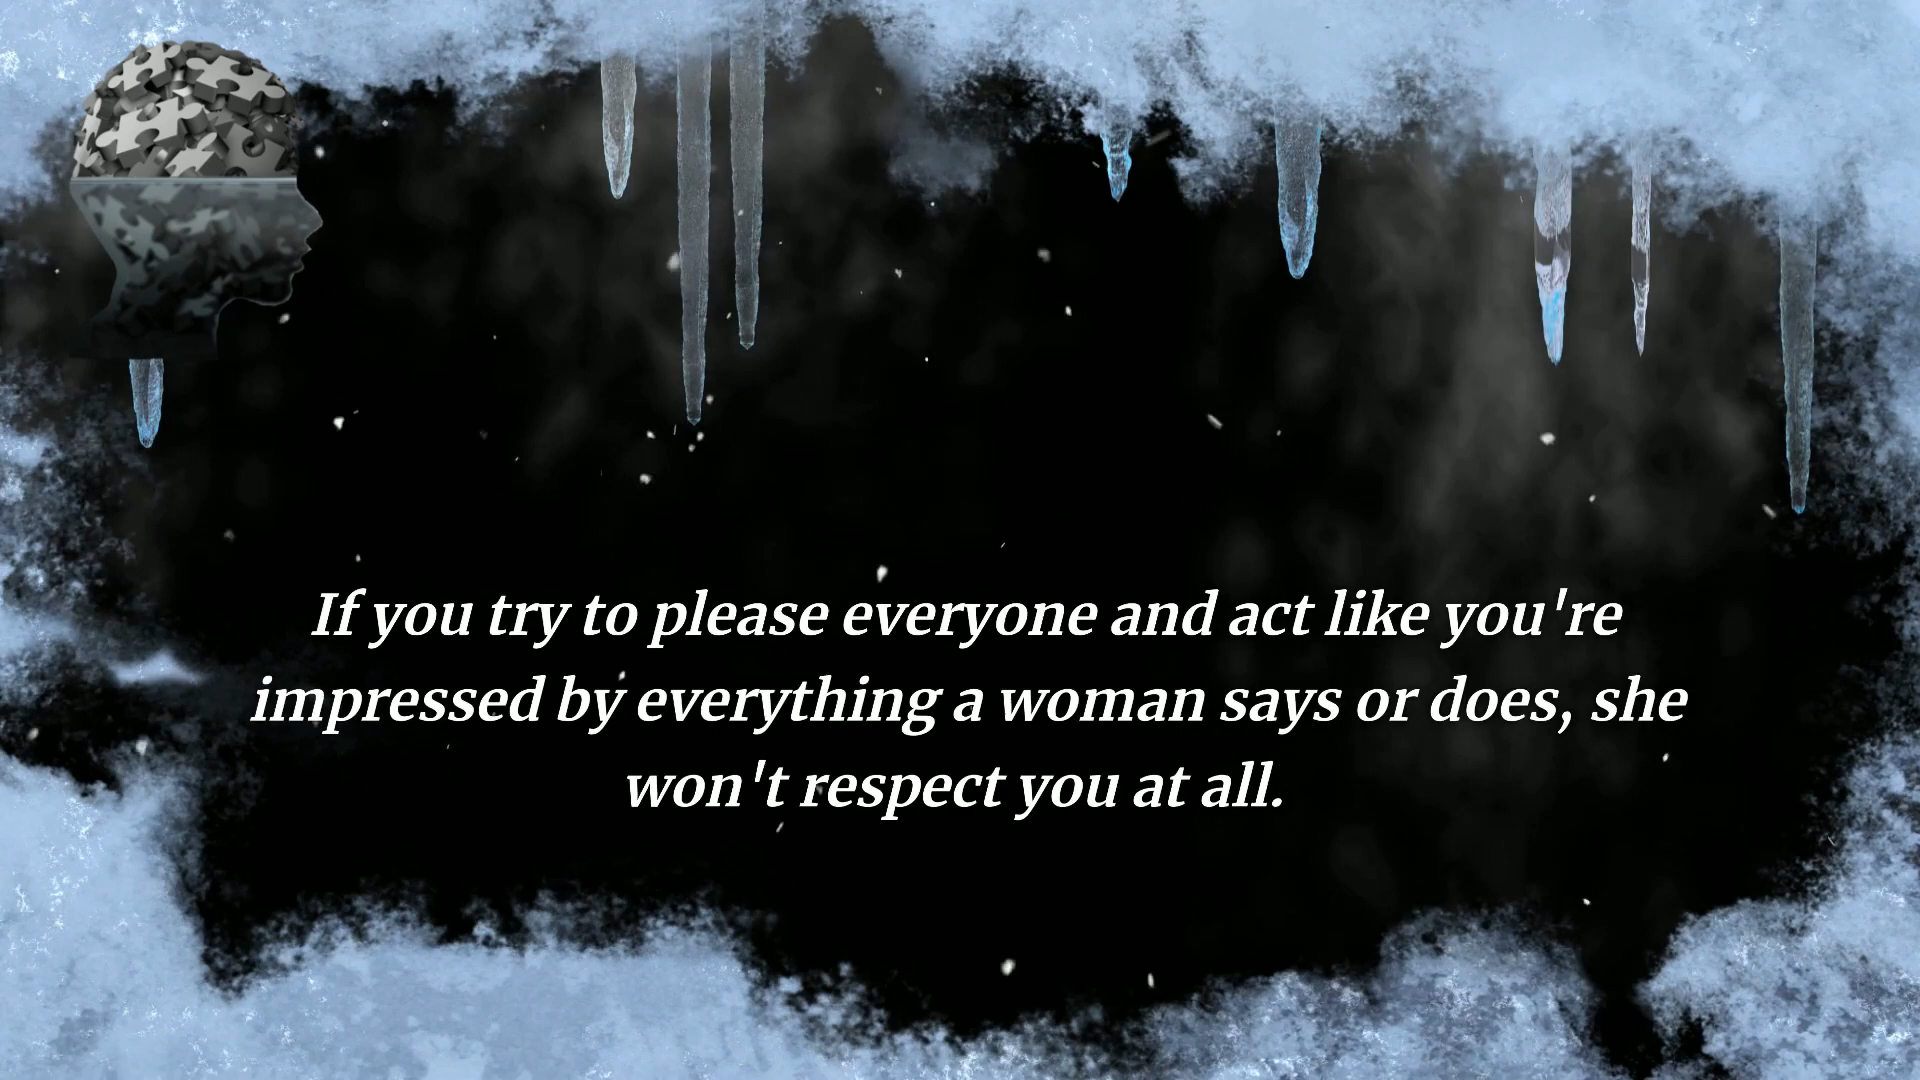 If you try to please everyone and act like you're
impressed by everything a woman says or does, she
won't respect you at all.